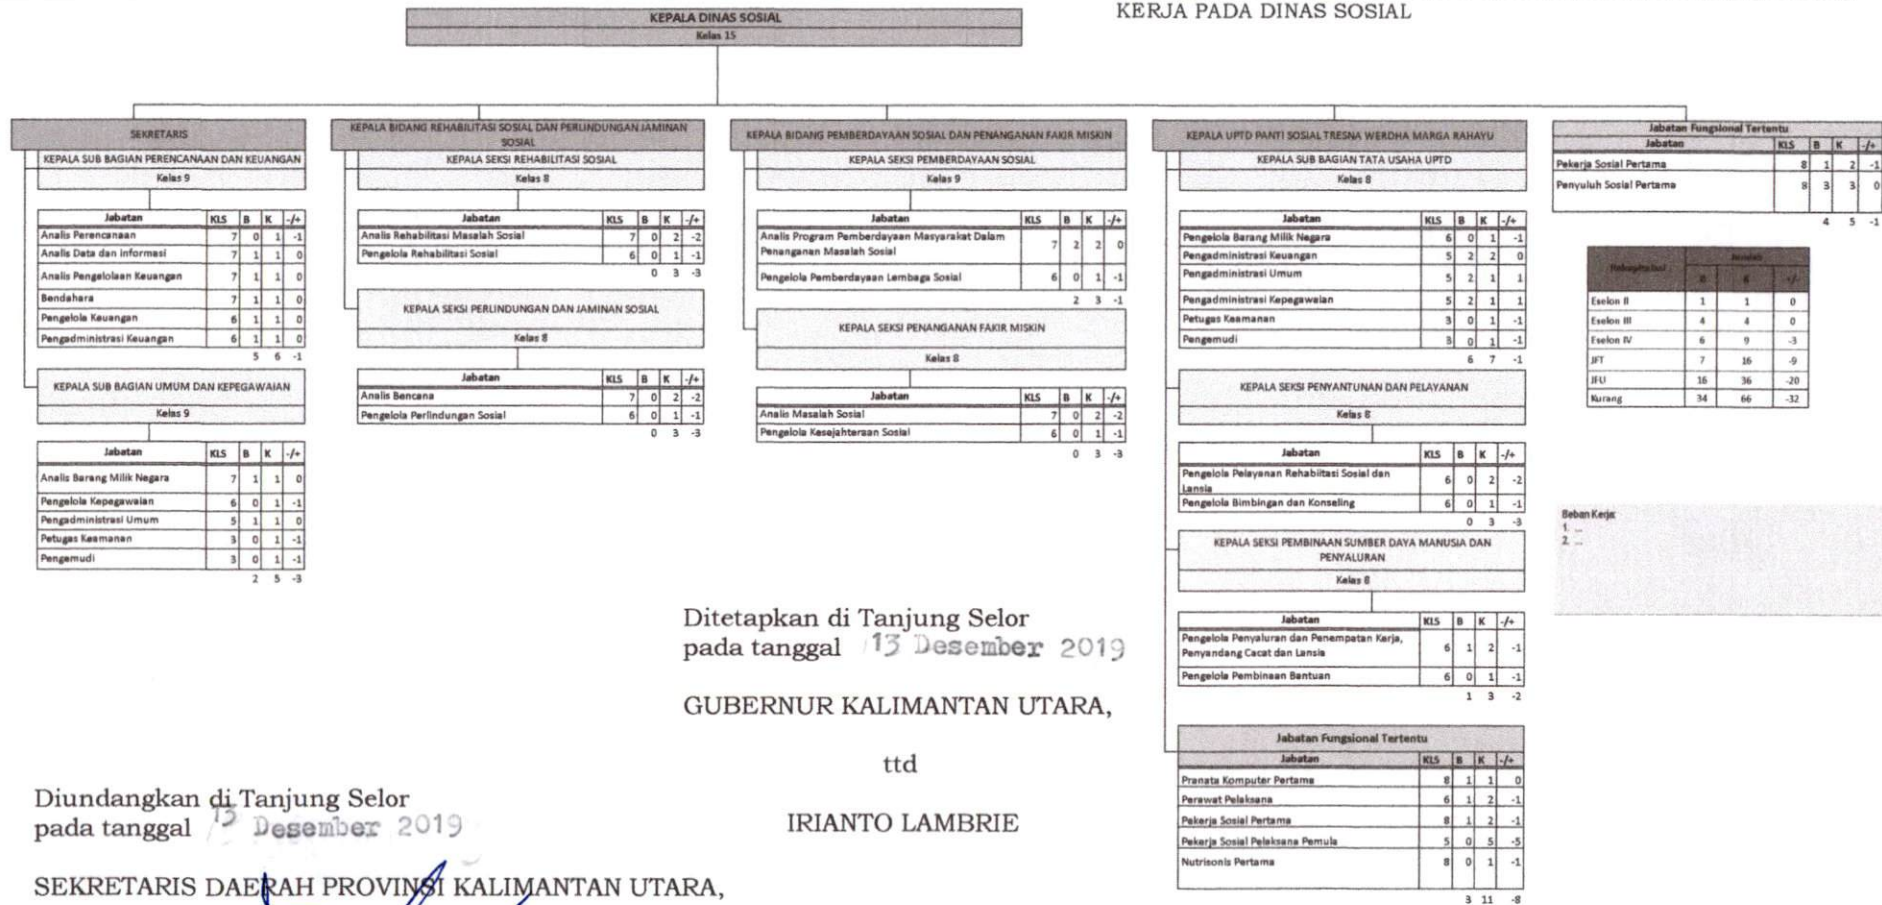 KERJA PADA DINAS SOSIAL
KEPALA DINAS SOSIAL
Kelas 15
SEKRETARIS
KEPALA SUB BAGIAN PERENCANAAN DAN KEUANGAN
Kelas 9
Jabatan KLS B K -/+
Analis Perencanaan 7 0 1 -1
Analis Data dan Informasi 7 1 1 0
Analis Pengelolaan Keuangan 7 1 1 0
Bendahara 7 1 1 0
Pengelola Keuangan 6 1 1 0
Pengadministrasi Keuangan 6 1 1 0
5 6 -1
KEPALA SUB BAGIAN UMUM DAN KEPEGAWAIAN
Kelas 9
Jabatan KLS B K -/+
Analis Barang Milik Negara 7 1 1 0
Pengelola Kepegawaian 6 0 1 -1
Pengadministrasi Umum 5 1 1 0
Petugas Keamanan 3 0 1 -1
Pengemudi 3 0 1 -1
2 5 -3
KEPALA BIDANG REHABILITASI SOSIAL DAN PERLINDUNGAN JAMINAN
SOSIAL
KEPALA SEKSI REHABILITASI SOSIAL
Kelas 8
Jabatan KLS B K -/+
Analis Rehabilitasi Masalah Sosial 7 0 2 -2
Pengelola Rehabilitasi Sosial 6 0 1 -1
0 3 -3
KEPALA SEKSI PERLINDUNGAN DAN JAMINAN SOSIAL
Kelas 8
Jabatan KLS B K -/+
Analis Bencana 7 0 2 -2
Pengelola Perlindungan Sosial 6 0 1 -1
0 3 -3
KEPALA BIDANG PEMBERDAYAAN SOSIAL DAN PENANGANAN FAKIR MISKIN
KEPALA SEKSI PEMBERDAYAAN SOSIAL
Kelas 9
Jabatan KLS B K -/+
Analis Program Pemberdayaan Masyarakat Dalam
Penanganan Masalah Sosial 7 2 2 0
Pengelola Pemberdayaan Lembaga Sosial 6 0 1 -1
2 3 -1
KEPALA SEKSI PENANGANAN FAKIR MISKIN
Kelas 8
Jabatan KLS B K -/+
Analis Masalah Sosial 7 0 2 -2
Pengelola Kesejahteraan Sosial 6 0 1 -1
0 3 -3
KEPALA UPTD PANTI SOSIAL TRESNA WERDHA MARGA RAHAYU
KEPALA SUB BAGIAN TATA USAHA UPTD
Kelas 8
Jabatan KLS B K -/+
Pengelola Barang Milik Negara 6 0 1 -1
Pengadministrasi Keuangan 5 2 2 0
Pengadministrasi Umum 5 2 1 1
Pengadministrasi Kepegawaian 5 2 1 1
Petugas Keamanan 3 0 1 -1
Pengemudi 3 0 1 -1
6 7 -1
KEPALA SEKSI PENYANTUNAN DAN PELAYANAN
Kelas 8
Jabatan KLS B K -/+
Pengelola Pelayanan Rehabiitasi Sosial dan
Lansia 6 0 2 -2
Pengelola Bimbingan dan Konseling 6 0 1 -1
0 3 -3
KEPALA SEKSI PEMBINAAN SUMBER DAYA MANUSIA DAN
PENYALURAN
Kelas 8
Jabatan KLS B K -/+
Pengelola Penyaluran dan Penempatan Kerja,
Penyandang Cacat dan Lansia 6 1 2 -1
Pengelola Pembinaan Bantuan 6 0 1 -1
1 3 -2
Jabatan Fungsional Tertentu
Jabatan KLS B K -/+
Pranata Komputer Pertama 8 1 1 0
Perawat Pelaksana 6 1 2 -1
Pekerja Sosial Pertama 8 1 2 -1
Pekerja Sosial Pelaksana Pemula 5 0 5 -5
Nutrisonis Pertama 8 0 1 -1
3 11 -8
Jabatan Fungsional Tertentu
Jabatan KLS B K -/+
Pekerja Sosial Pertama 8 1 2 -1
Penyuluh Sosial Pertama 8 3 3 0
4 5 -1
Rekapitulasi Jumlah
B K -/+
Eselon II 1 1 0
Eselon III 4 4 0
Eselon IV 6 9 -3
JFT 7 16 -9
JFU 16 36 -20
Kurang 34 66 -32
Beban Kerja:
1. ...
2. ...
Ditetapkan di Tanjung Selor
pada tanggal 13 Desember 2019
GUBERNUR KALIMANTAN UTARA,
ttd
IRIANTO LAMBRIE
Diundangkan di Tanjung Selor
pada tanggal 13 Desember 2019
SEKRETARIS DAERAH PROVINSI KALIMANTAN UTARA,